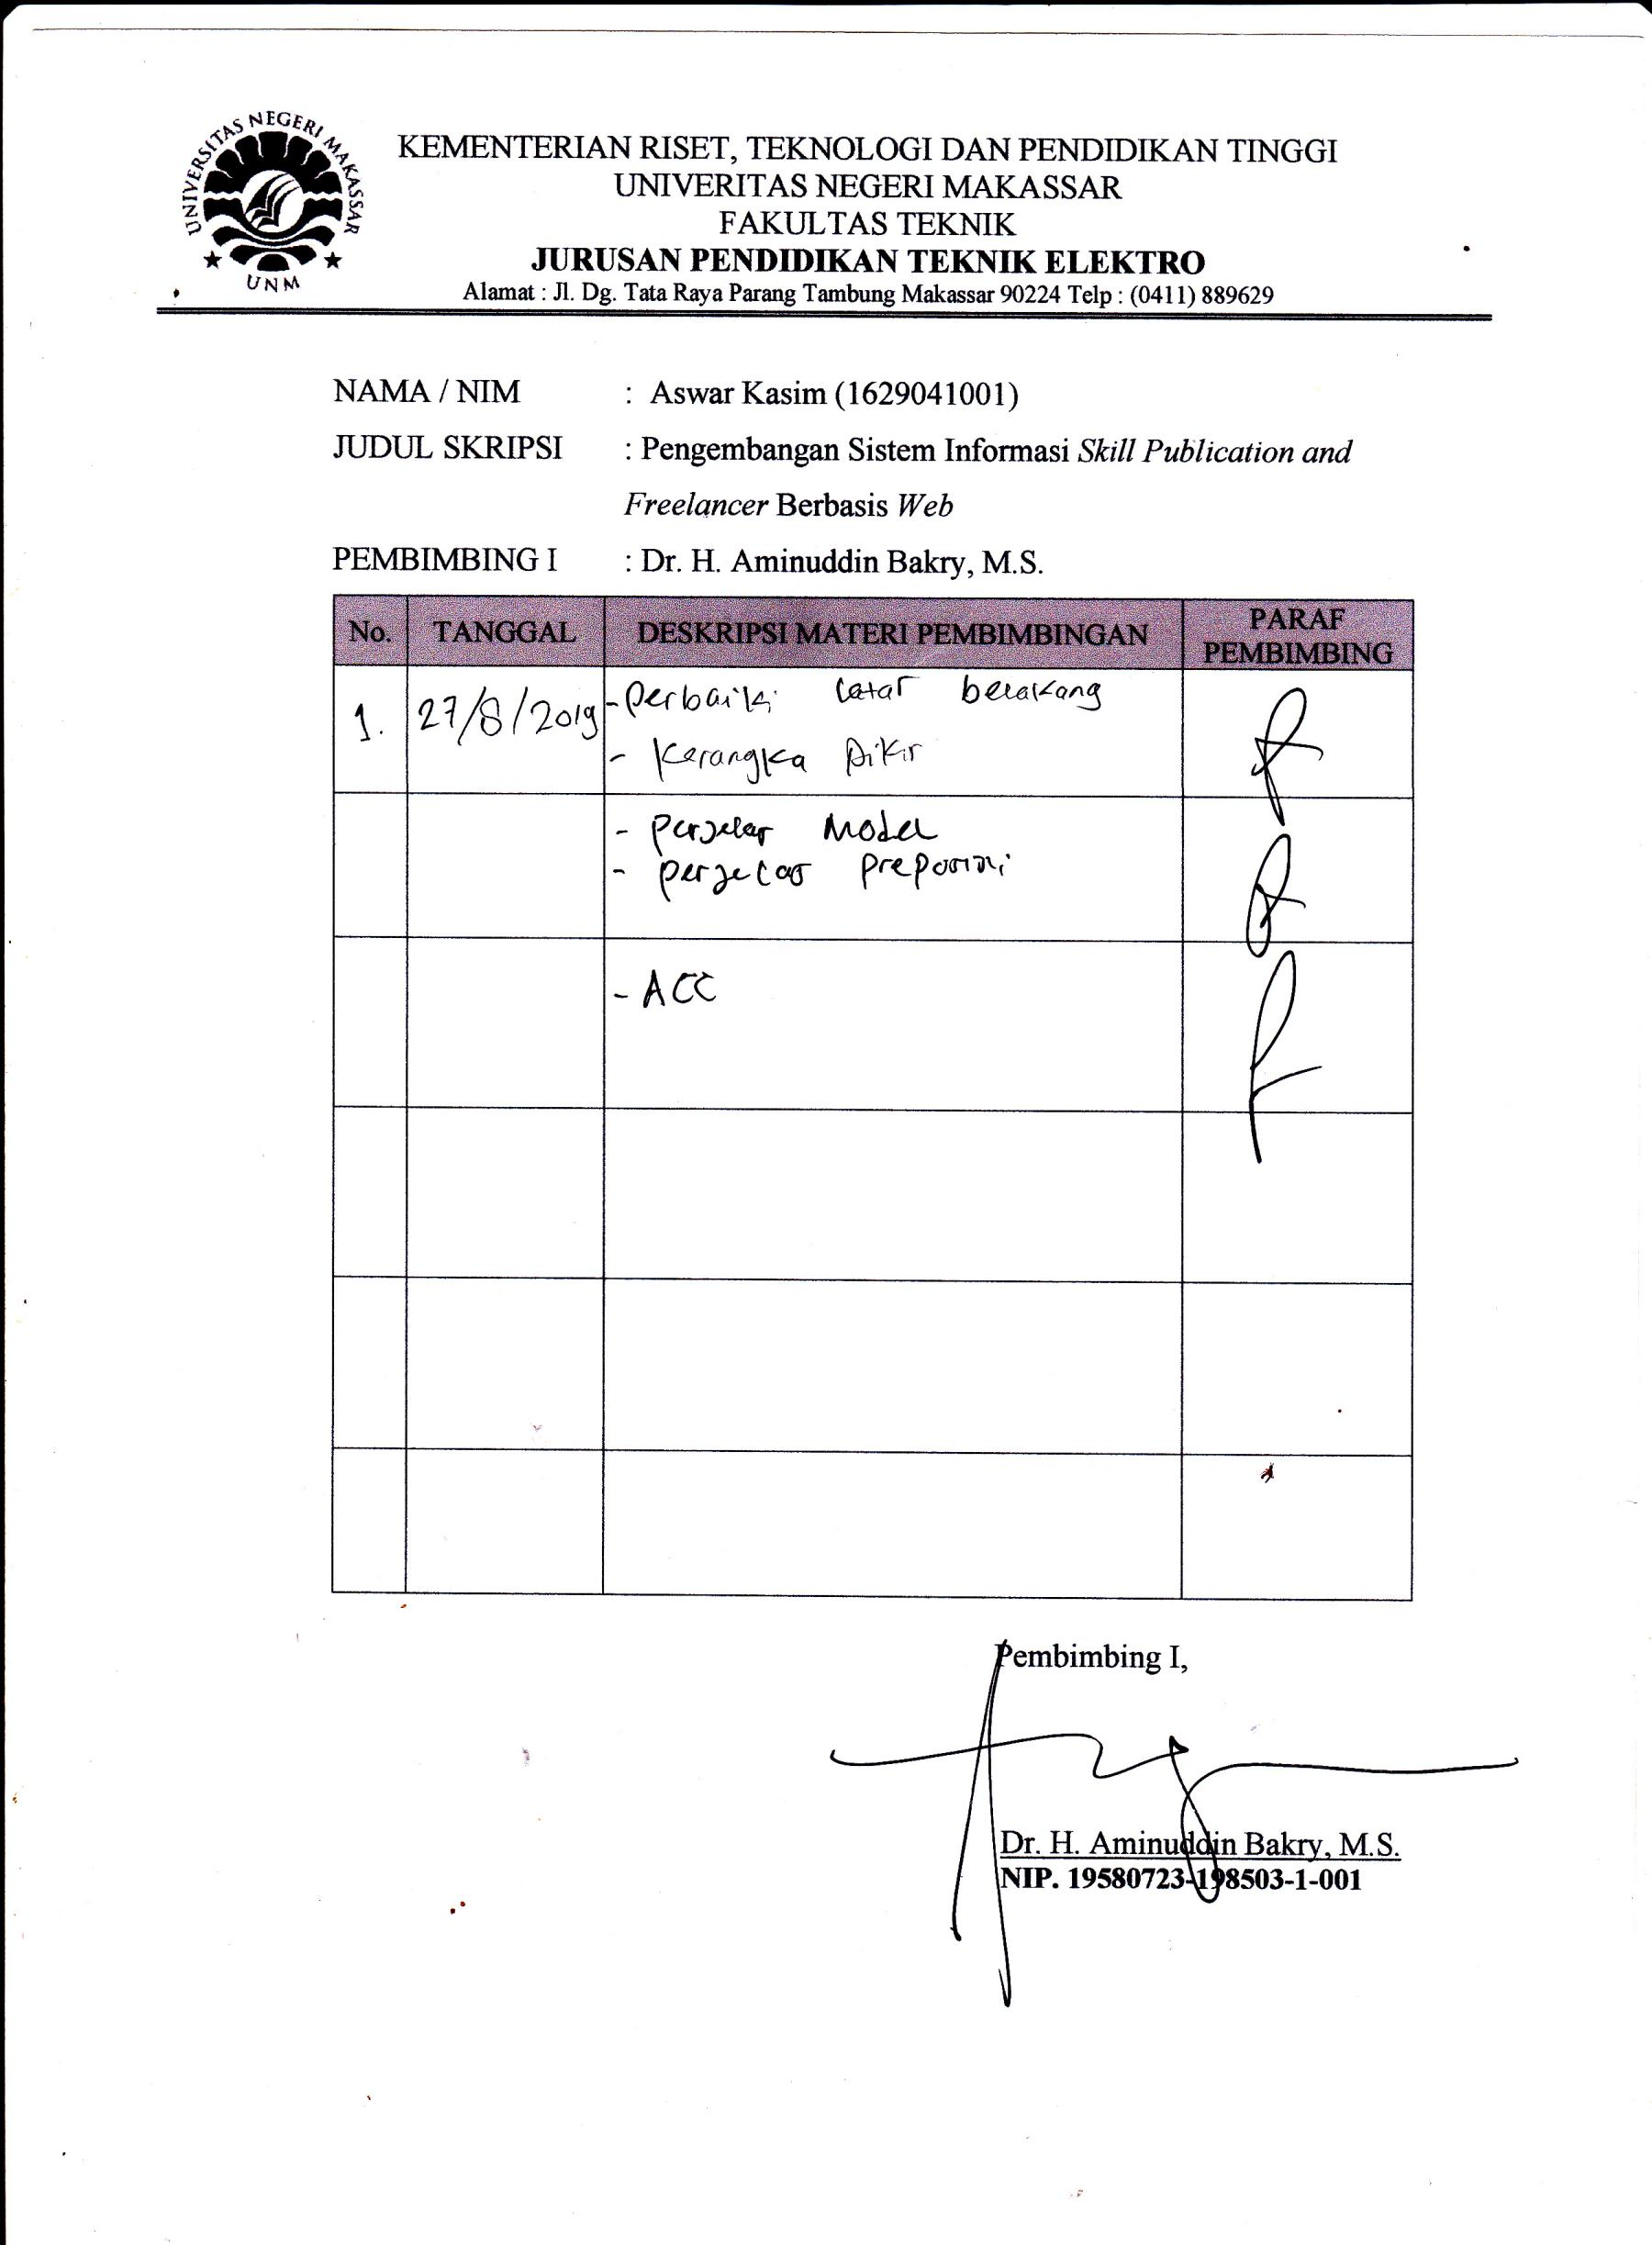 UNIVERSITAS NEGERI MAKASSAR
UNM
KEMENTERIAN RISET, TEKNOLOGI DAN PENDIDIKAN TINGGI
UNIVERITAS NEGERI MAKASSAR
FAKULTAS TEKNIK
JURUSAN PENDIDIKAN TEKNIK ELEKTRO
Alamat : Jl. Dg. Tata Raya Parang Tambung Makassar 90224 Telp : (0411) 889629
NAMA / NIM : Aswar Kasim (1629041001)
JUDUL SKRIPSI : Pengembangan Sistem Informasi Skill Publication and
Freelancer Berbasis Web
PEMBIMBING I : Dr. H. Aminuddin Bakry, M.S.
No. TANGGAL DESKRIPSI MATERI PEMBIMBINGAN PARAF
PEMBIMBING
1. 27/8/2019 - perbaiki latar belakang
- Kerangka pikir
- perjelas Model
- perjelas
- ACC
Pembimbing I,
Dr. H. Aminuddin Bakry, M.S.
NIP. 19580723-198503-1-001